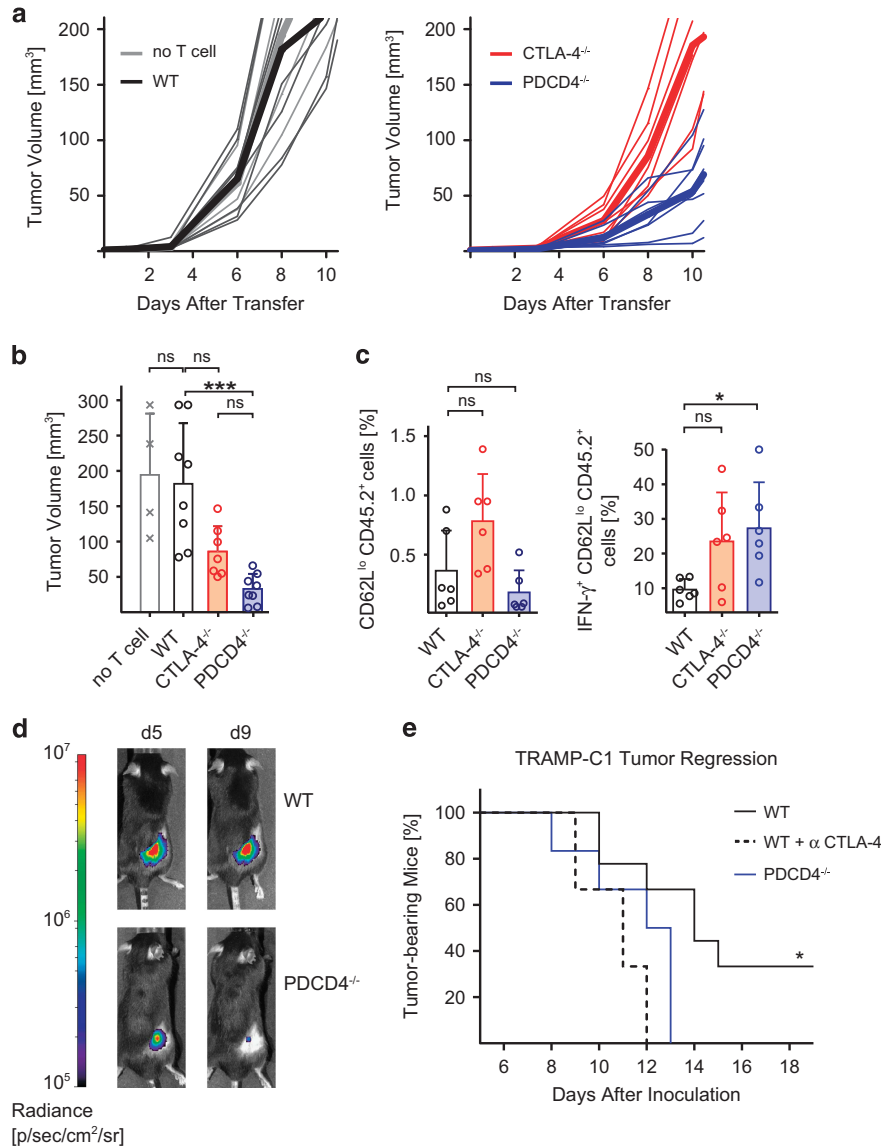 a
Tumor Volume [mm³]
200
150
100
50
no T cell
WT
2 4 6 8 10
Days After Transfer
Tumor Volume [mm³]
200
150
100
50
CTLA-4⁻/⁻
PDCD4⁻/⁻
2 4 6 8 10
Days After Transfer
b
ns ns
***
ns
Tumor Volume [mm³]
300
250
200
150
100
50
no T cell
WT
CTLA-4⁻/⁻
PDCD4⁻/⁻
c
ns
ns
CD62Lˡᵒ CD45.2⁺ cells [%]
1.5
1.0
0.5
WT
CTLA-4⁻/⁻
PDCD4⁻/⁻
*
ns
IFN-γ⁺ CD62Lˡᵒ CD45.2⁺
cells [%]
50
40
30
20
10
WT
CTLA-4⁻/⁻
PDCD4⁻/⁻
d
d5 d9
10⁷
10⁶
10⁵
WT
PDCD4⁻/⁻
Radiance
[p/sec/cm²/sr]
e
TRAMP-C1 Tumor Regression
Tumor-bearing Mice [%]
100
80
60
40
20
WT
WT + α CTLA-4
PDCD4⁻/⁻
*
6 8 10 12 14 16 18
Days After Inoculation